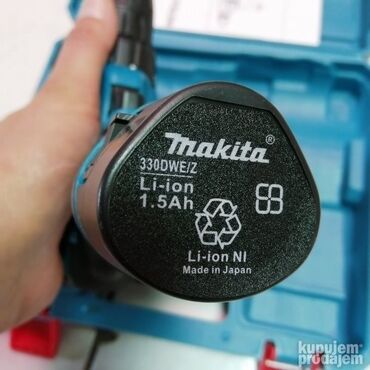 makita®
330DWE/Z
Li-ion
1.5Ah
Li-ion NI
Made in Japan
kupujem
prodajem